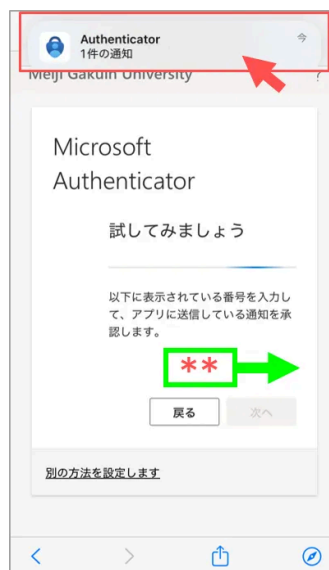 Authenticator
今
1件の通知
Meiji Gakuin University
?
Microsoft
Authenticator
試してみましょう
以下に表示されている番号を入力し
て、アプリに送信している通知を承
認します。
**
戻る
次へ
別の方法を設定します